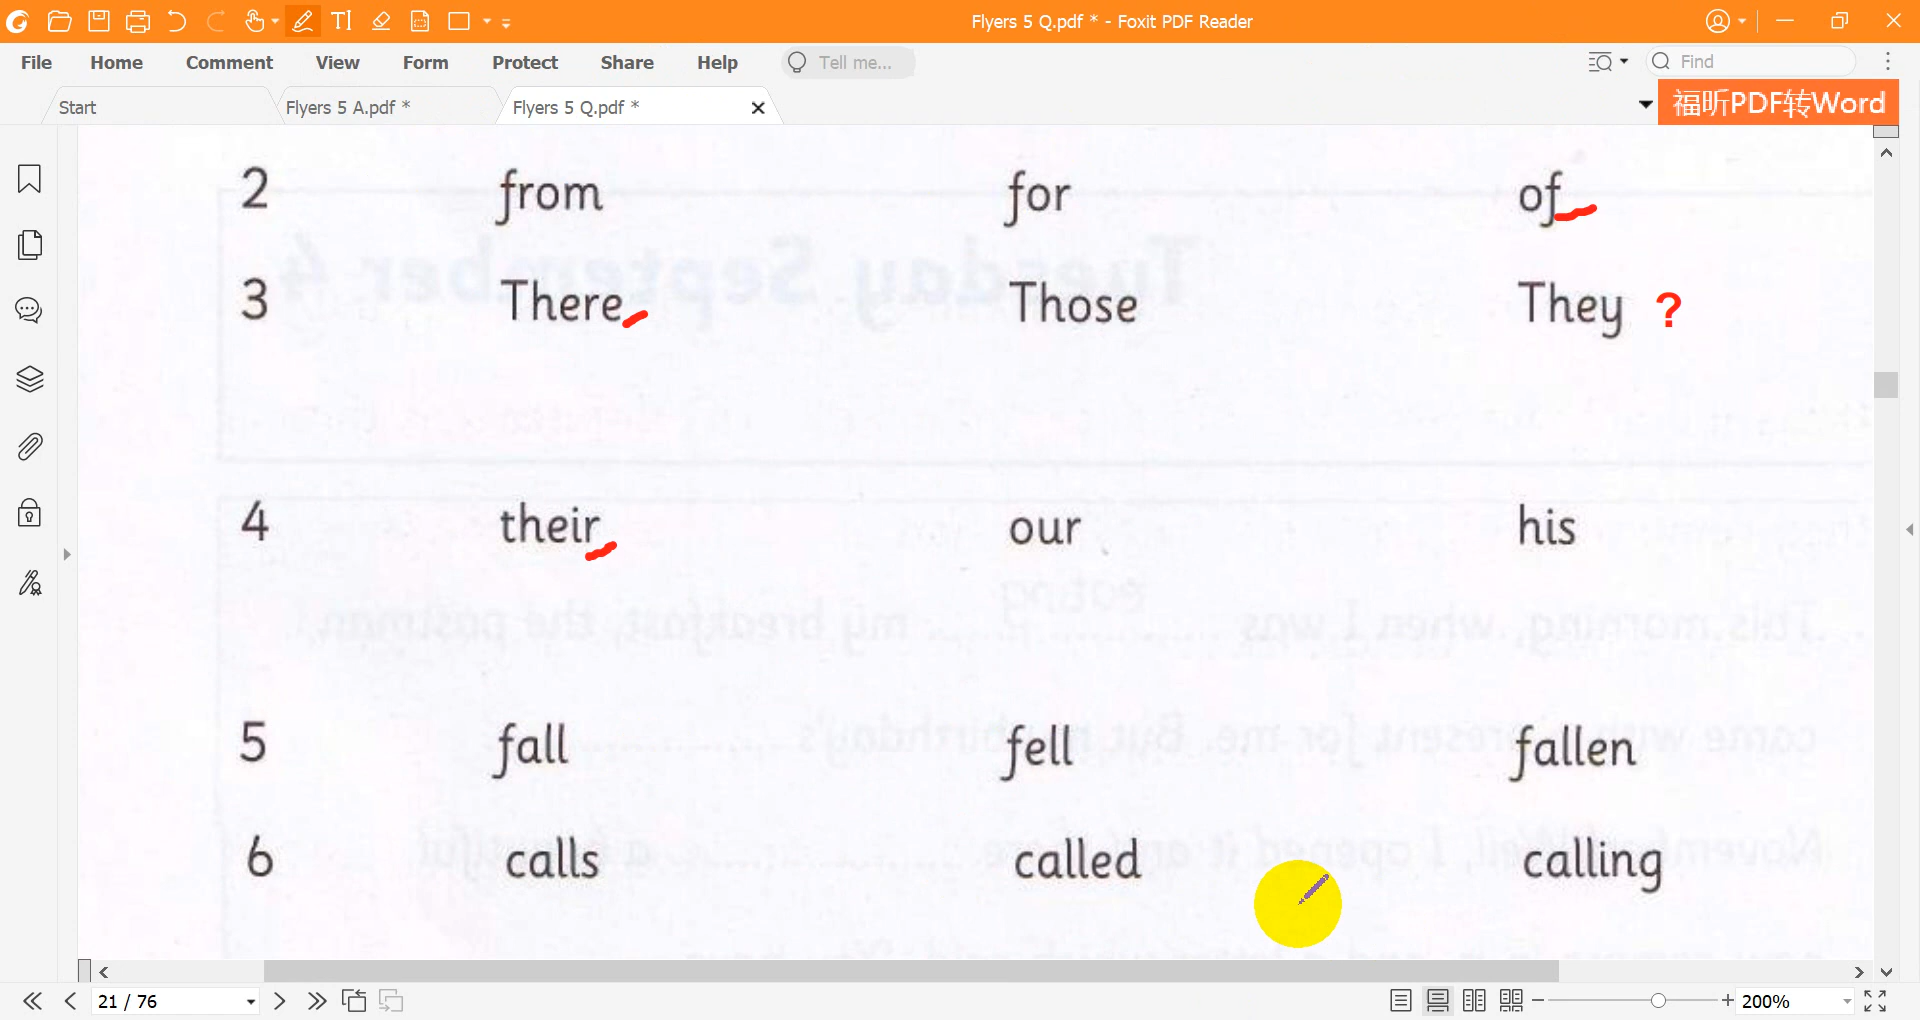 Flyers 5 Q.pdf * - Foxit PDF Reader
File Home Comment View Form Protect Share Help Tell me... Find
Start Flyers 5 A.pdf * Flyers 5 Q.pdf * 福昕PDF转Word
2 from for of
3 There Those They ?
4 their our his
5 fall fell fallen
6 calls called calling
21 / 76 200%